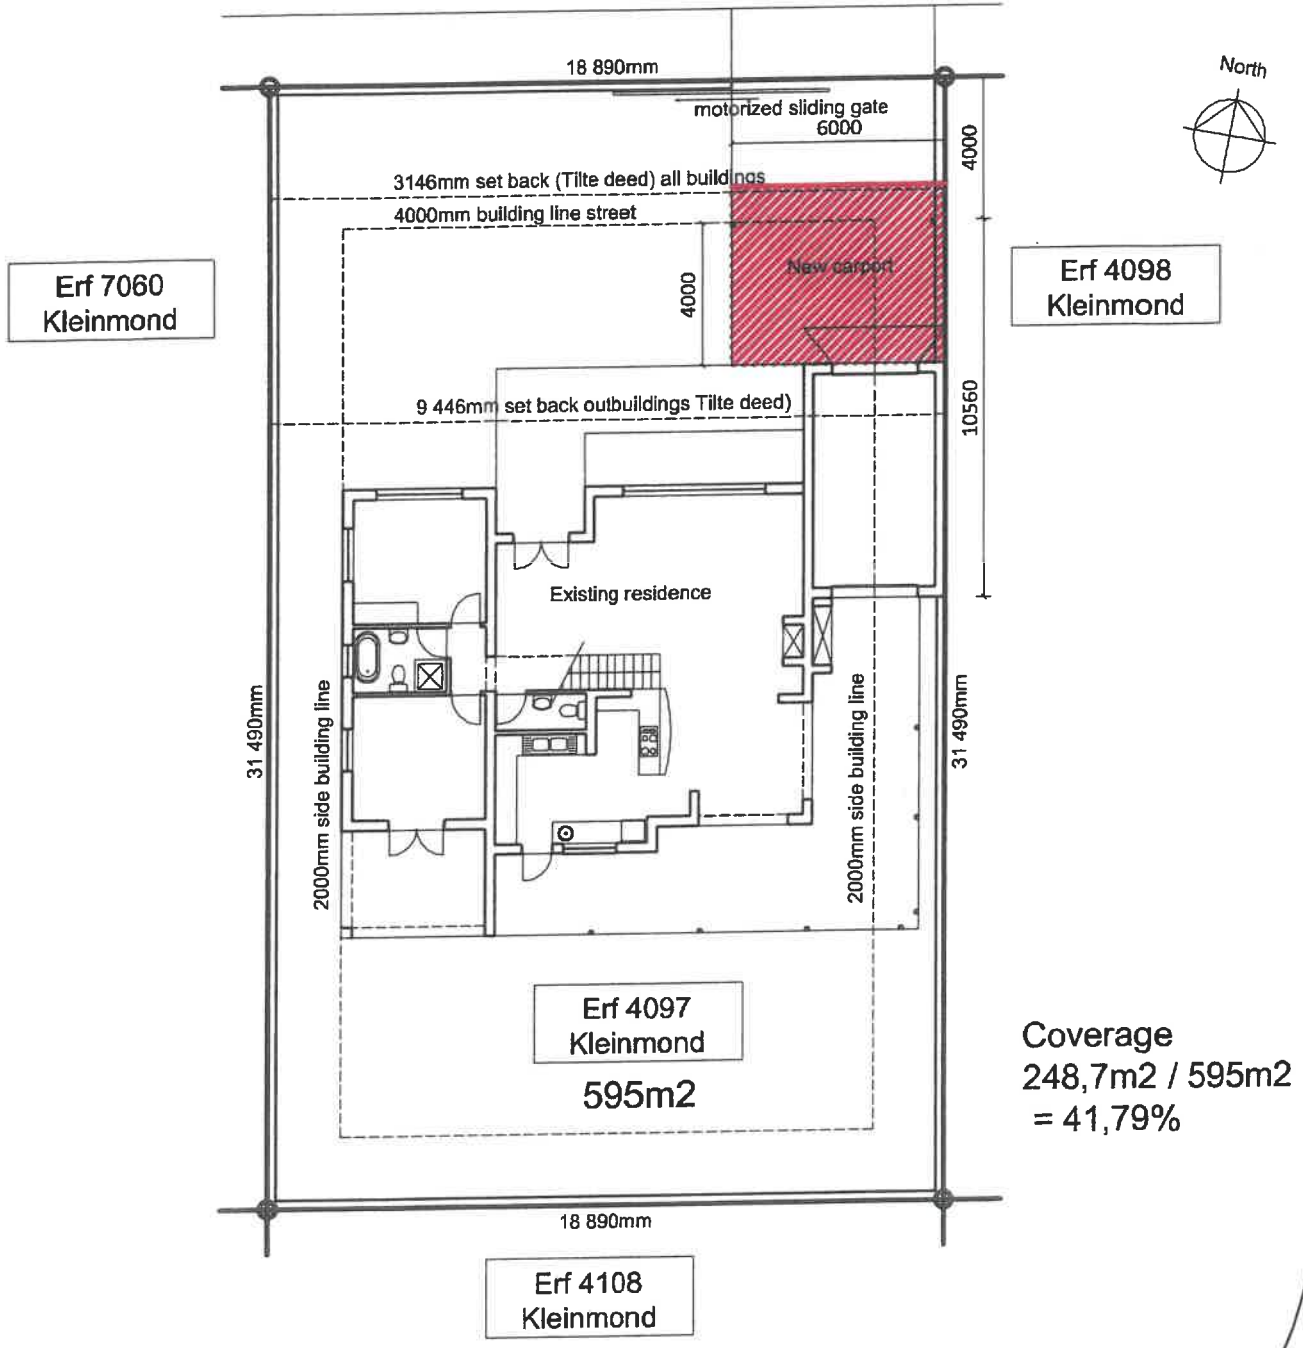 18 890mm
North
motorized sliding gate
6000
4000
3146mm set back (Tilte deed) all buildings
4000mm building line street
Erf 7060
Kleinmond
New carport
Erf 4098
Kleinmond
4000
9 446mm set back outbuildings Tilte deed)
10560
Existing residence
31 490mm
2000mm side building line
2000mm side building line
31 490mm
Erf 4097
Kleinmond
595m2
Coverage
248,7m2 / 595m2
= 41,79%
18 890mm
Erf 4108
Kleinmond